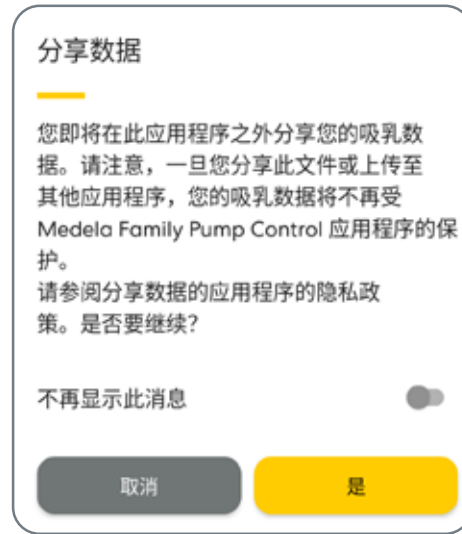 分享数据
您即将在此应用程序之外分享您的吸乳数
据。请注意，一旦您分享此文件或上传至
其他应用程序，您的吸乳数据将不再受
Medela Family Pump Control 应用程序的保
护。
请参阅分享数据的应用程序的隐私政
策。是否要继续？
不再显示此消息
取消
是